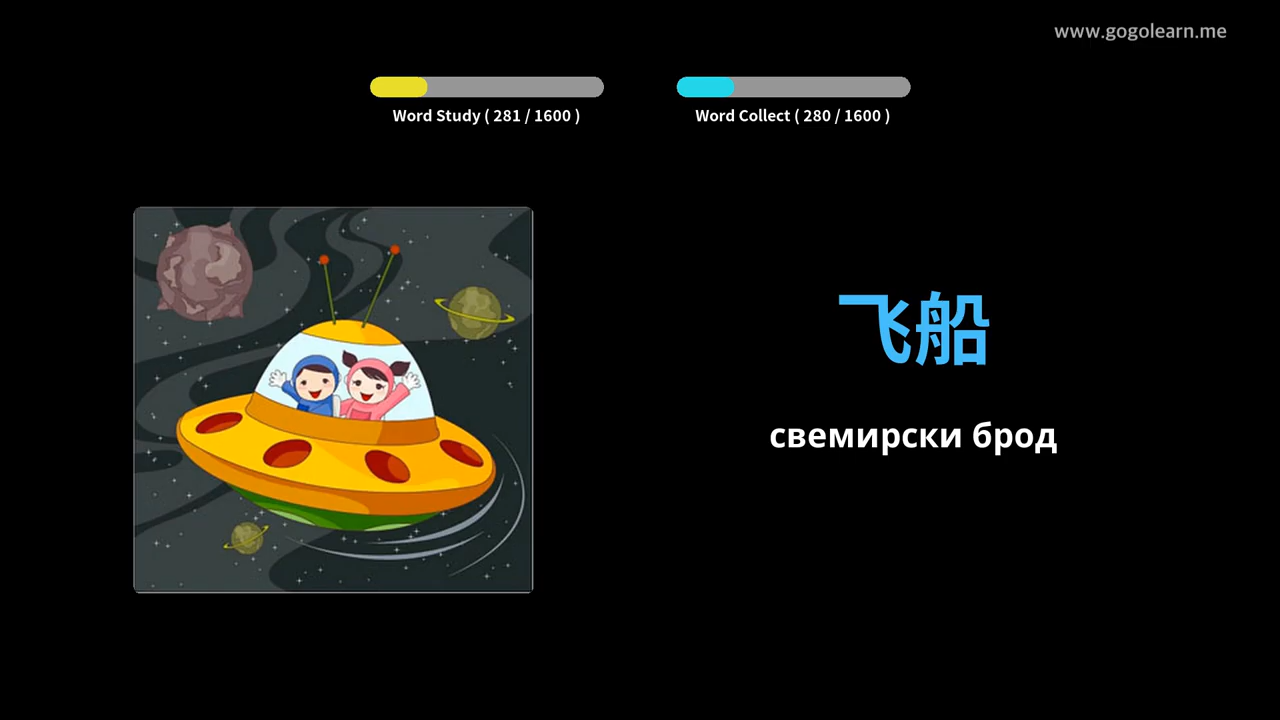 www.gogolearn.me
Word Study ( 281 / 1600 )
Word Collect ( 280 / 1600 )
飞船
свемирски брод